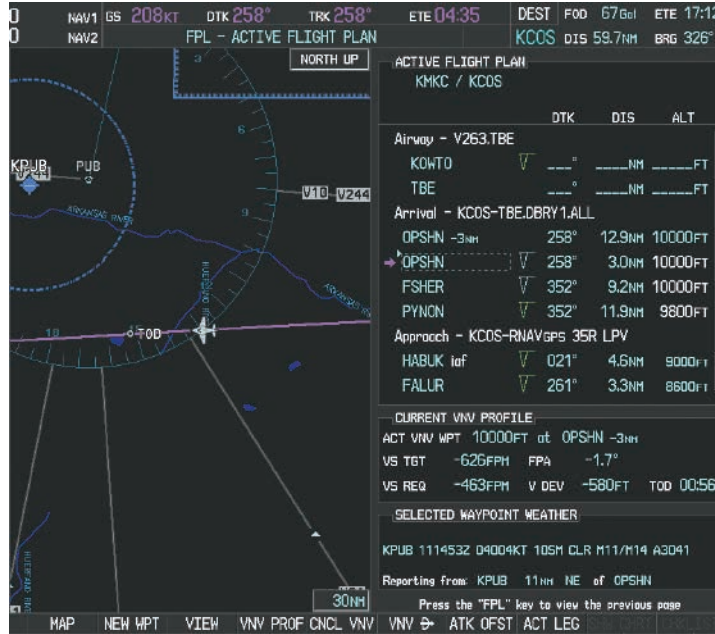 NAV1 GS 208KT DTK 258° TRK 258° ETE 04:35 DEST FOD 67Gal ETE 17:12
NAV2 FPL – ACTIVE FLIGHT PLAN KCOS DIS 59.7NM BRG 326°
NORTH UP
3
6
9
KPUB
PUB
V10
V244
ARKANSAS RIVER
TOD
30NM
ACTIVE FLIGHT PLAN
KMKC / KCOS
DTK DIS ALT
Airway – V263.TBE
KOWTO ___° ____NM ____FT
TBE ___° ____NM ____FT
Arrival – KCOS-TBE.DBRY1.ALL
OPSHN -3NM 258° 12.9NM 10000FT
OPSHN 258° 3.0NM 10000FT
FSHER 352° 9.2NM 10000FT
PYNON 352° 11.9NM 9800FT
Approach – KCOS-RNAVGPS 35R LPV
HABUK iaf 021° 4.6NM 9000FT
FALUR 261° 3.3NM 8600FT
CURRENT VNV PROFILE
ACT VNV WPT 10000FT at OPSHN -3NM
VS TGT -626FPM FPA -1.7°
VS REQ -463FPM V DEV -580FT TOD 00:56
SELECTED WAYPOINT WEATHER
KPUB 111453Z 04004KT 10SM CLR M11/M14 A3041
Reporting from: KPUB 11NM NE of OPSHN
Press the "FPL" key to view the previous page
MAP NEW WPT VIEW VNV PROF CNCL VNV VNV ATK OFST ACT LEG